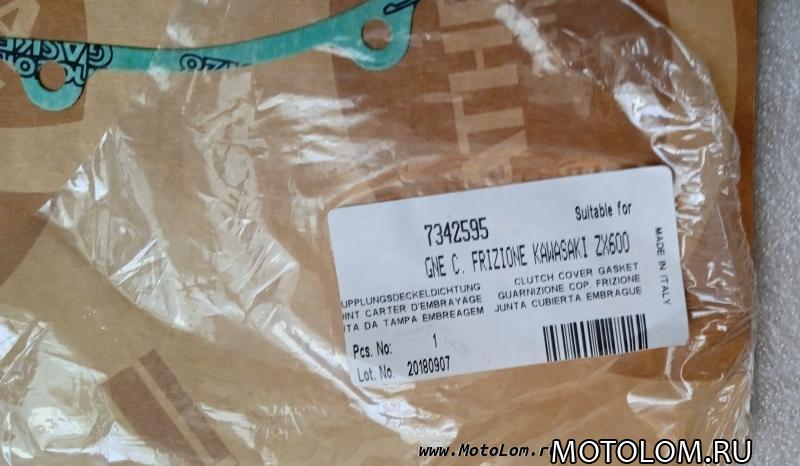 7342595
Suitable for
GNE C. FRIZIONE KAWASAKI ZX600
UPPLUNGSDECKELDICHTUNG
CLUTCH COVER GASKET
OINT CARTER D'EMBRAYAGE
GUARNIZIONE COP. FRIZIONE
TA DA TAMPA EMBREAGEM
JUNTA CUBIERTA EMBRAGUE
Pcs. No: 1
Lot. No. 20180907
MADE IN ITALY
www.MotoLom.r
MOTOLOM.RU